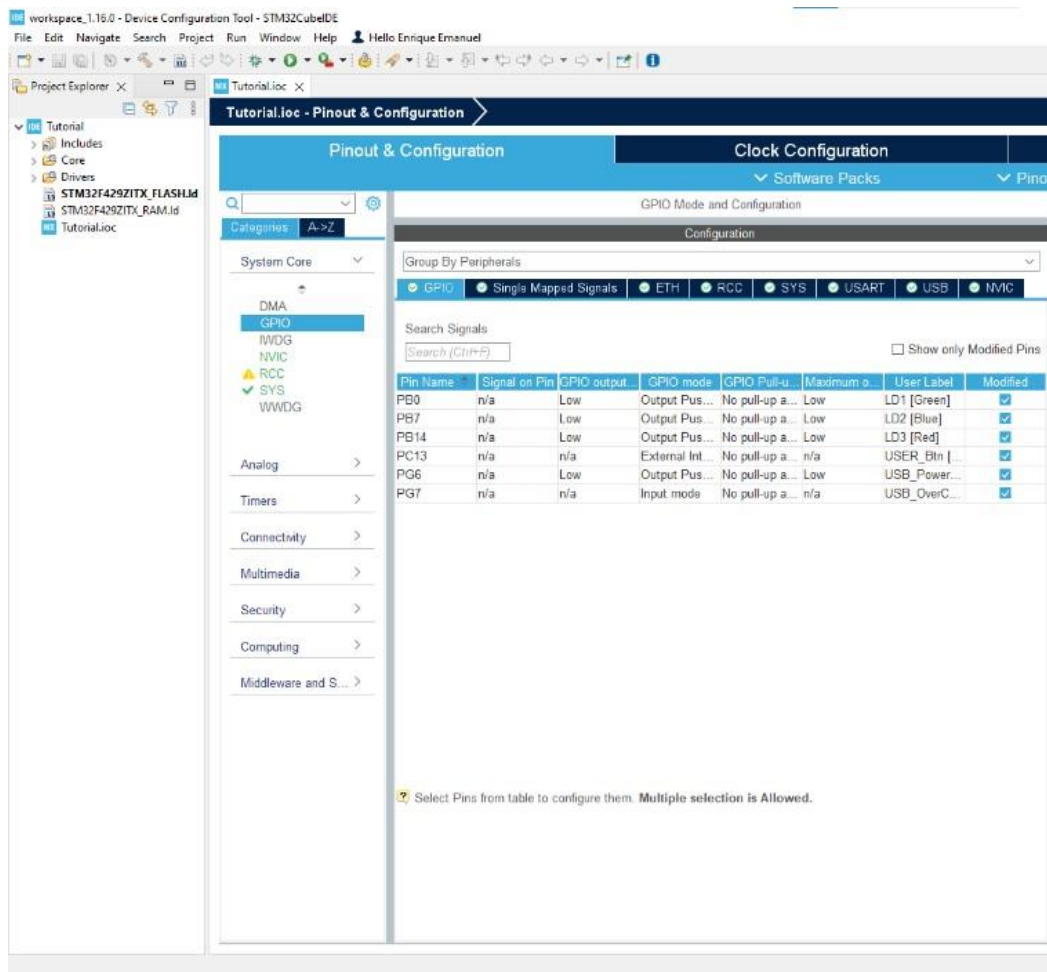 workspace_1.16.0 - Device Configuration Tool - STM32CubeIDE
File Edit Navigate Search Project Run Window Help Hello Enrique Emanuel
Project Explorer
Tutorial.ioc
Tutorial.ioc - Pinout & Configuration
Tutorial
Includes
Core
Drivers
STM32F429ZITX_FLASH.ld
STM32F429ZITX_RAM.ld
Tutorial.ioc
Pinout & Configuration
Clock Configuration
Software Packs
Pino
Categories A->Z
System Core
DMA
GPIO
IWDG
NVIC
RCC
SYS
WWDG
Analog
Timers
Connectivity
Multimedia
Security
Computing
Middleware and S...
GPIO Mode and Configuration
Configuration
Group By Peripherals
GPIO Single Mapped Signals ETH RCC SYS USART USB NVIC
Search Signals
Search (Ctrl+F)
Show only Modified Pins
Pin Name Signal on Pin GPIO output... GPIO mode GPIO Pull-u... Maximum o... User Label Modified
PB0 n/a Low Output Pus... No pull-up a... Low LD1 [Green]
PB7 n/a Low Output Pus... No pull-up a... Low LD2 [Blue]
PB14 n/a Low Output Pus... No pull-up a... Low LD3 [Red]
PC13 n/a n/a External Int... No pull-up a... n/a USER_Btn [...
PG6 n/a Low Output Pus... No pull-up a... Low USB_Power...
PG7 n/a n/a Input mode No pull-up a... n/a USB_OverC...
Select Pins from table to configure them. Multiple selection is Allowed.